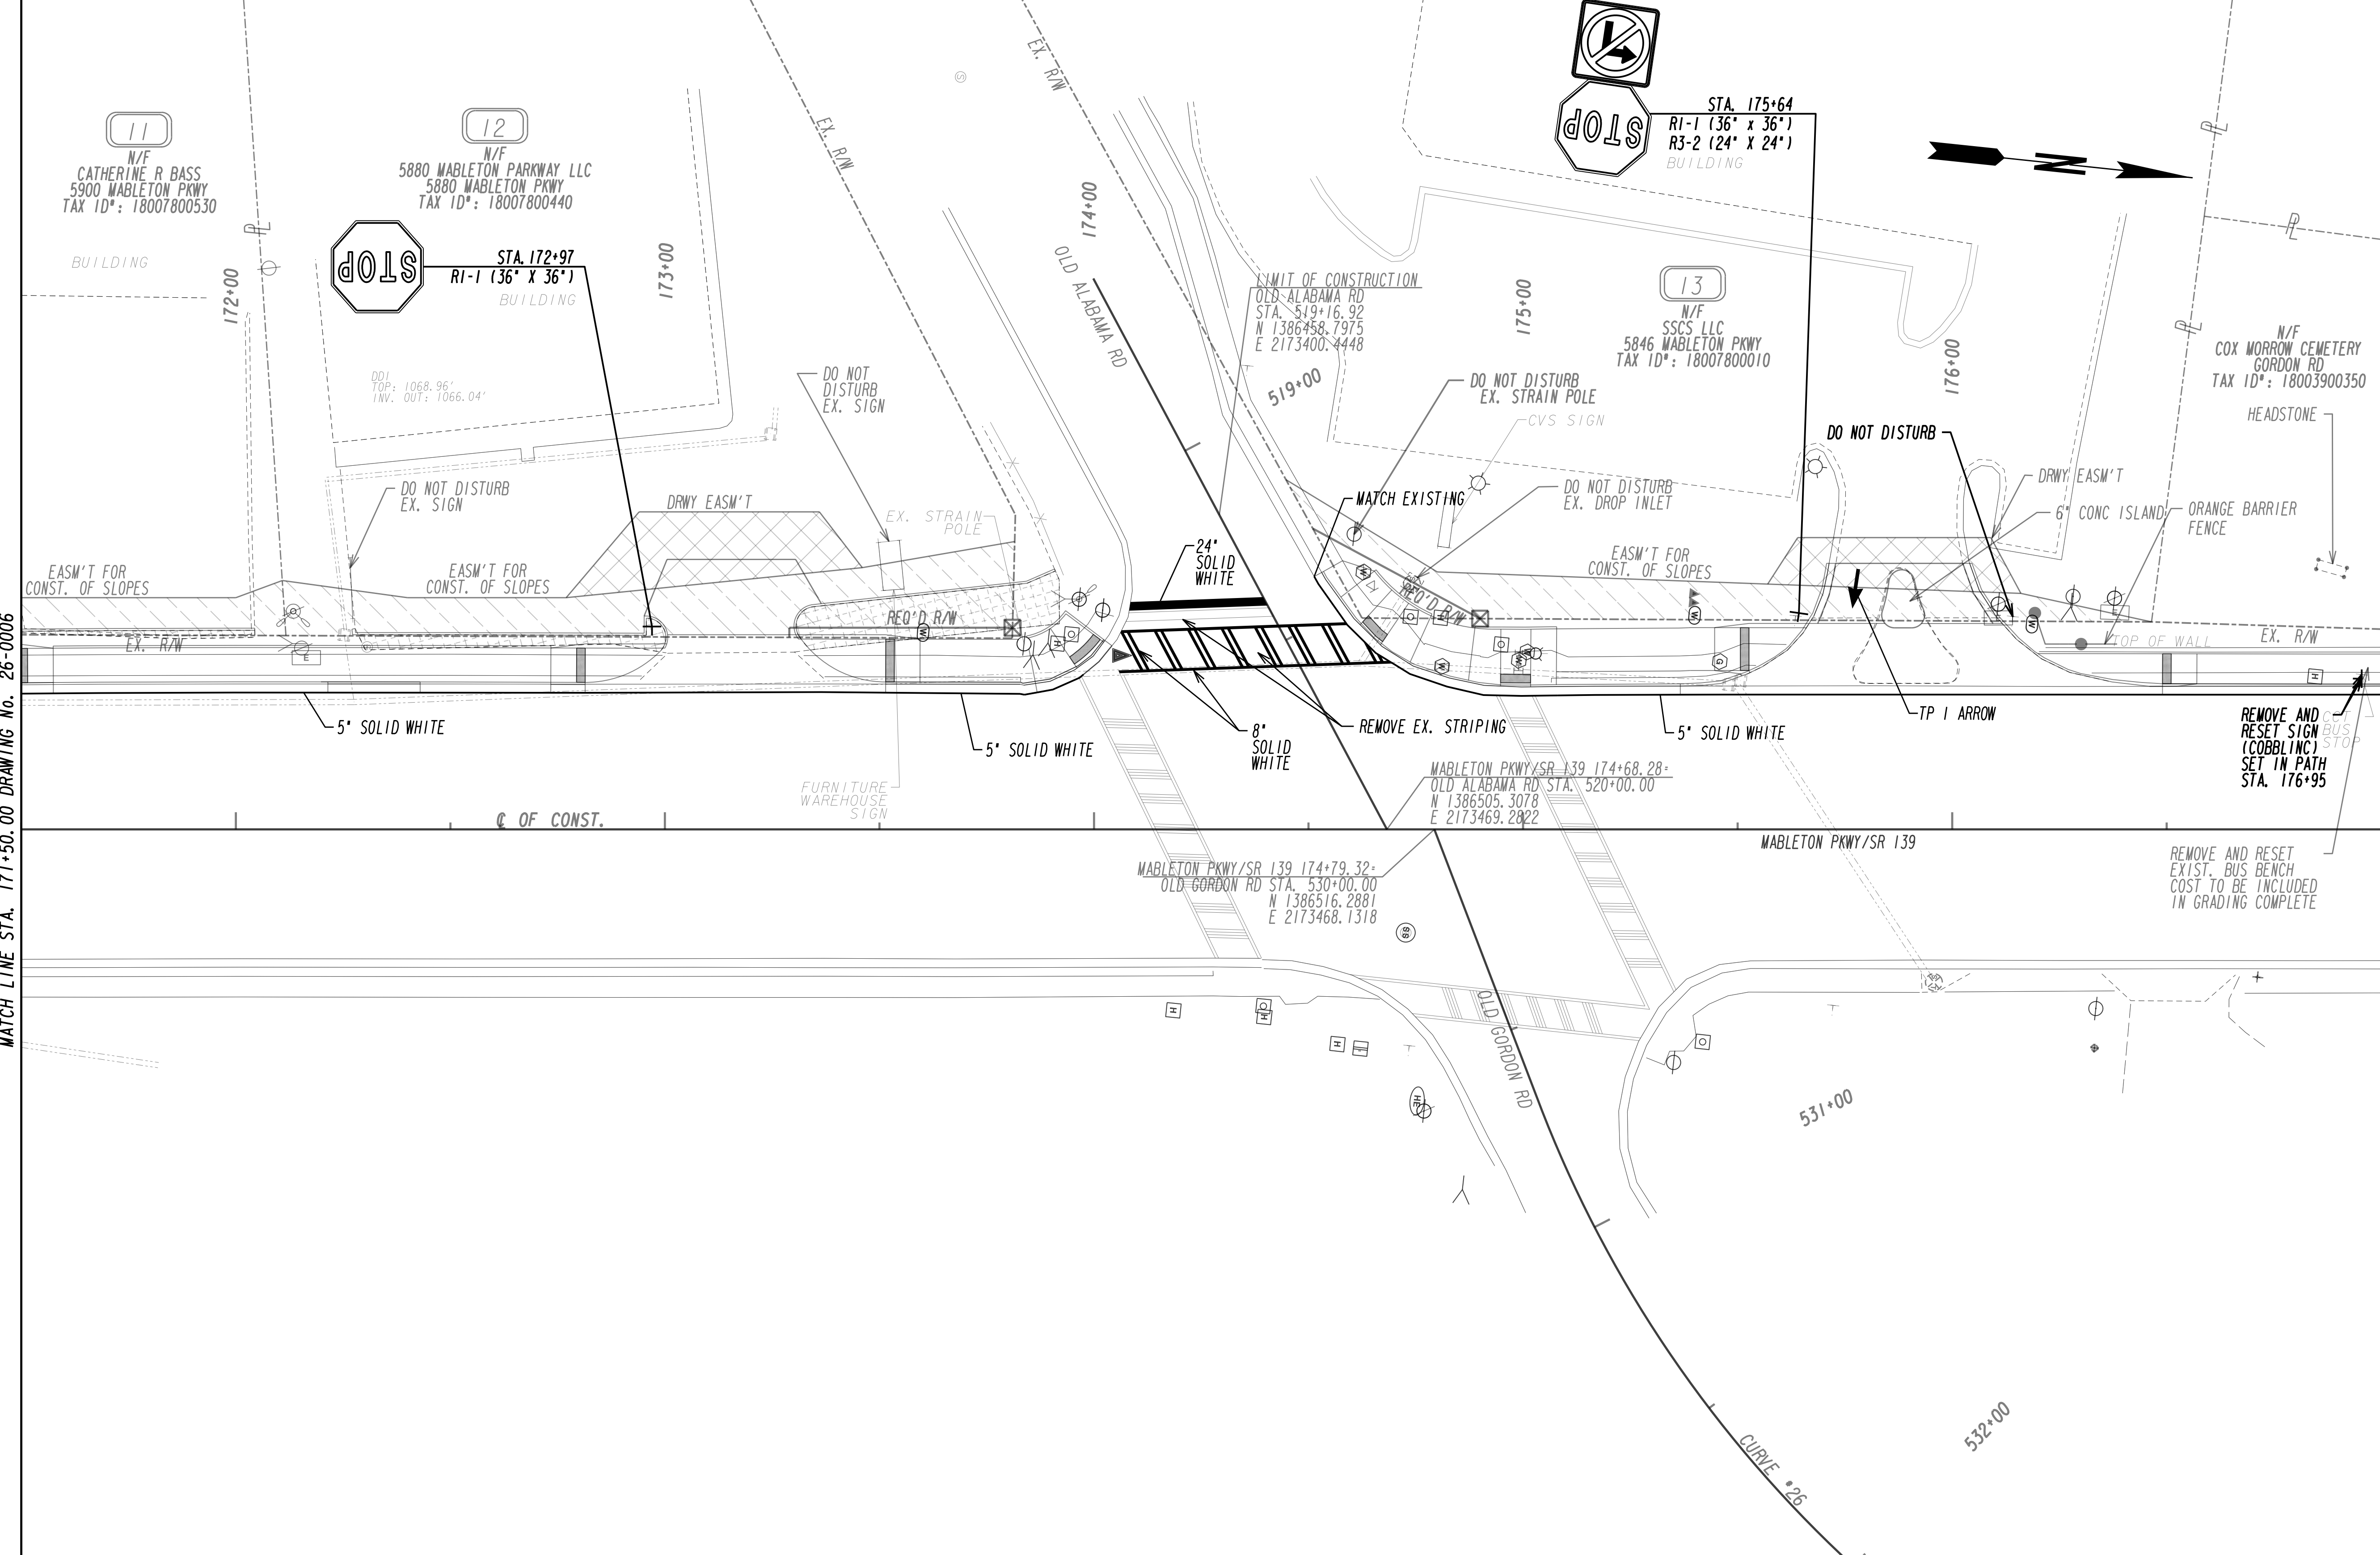 MATCH LINE STA. 171+50.00 DRAWING No. 26-0006
11
N/F
CATHERINE R BASS
5900 MABLETON PKWY
TAX ID#: 18007800530
BUILDING
172+00
12
N/F
5880 MABLETON PARKWAY LLC
5880 MABLETON PKWY
TAX ID#: 18007800440
STOP
STA. 172+97
R1-1 (36" X 36")
BUILDING
173+00
DDI
TOP: 1068.96'
INV. OUT: 1066.04'
DO NOT DISTURB
EX. SIGN
DO NOT
DISTURB
EX. SIGN
DRWY EASM'T
EX. STRAIN
POLE
EASM'T FOR
CONST. OF SLOPES
EASM'T FOR
CONST. OF SLOPES
EX. R/W
REQ'D R/W
5" SOLID WHITE
5" SOLID WHITE
FURNITURE
WAREHOUSE
SIGN
℄ OF CONST.
EX. R/W
EX. R/W
S
174+00
OLD ALABAMA RD
LIMIT OF CONSTRUCTION
OLD ALABAMA RD
STA. 519+16.92
N 1386458.7975
E 2173400.4448
519+00
24"
SOLID
WHITE
MATCH EXISTING
DO NOT DISTURB
EX. STRAIN POLE
CVS SIGN
DO NOT DISTURB
EX. DROP INLET
REQ'D R/W
8"
SOLID
WHITE
REMOVE EX. STRIPING
STOP
STA. 175+64
R1-1 (36" X 36")
R3-2 (24" X 24")
BUILDING
175+00
13
N/F
SSCS LLC
5846 MABLETON PKWY
TAX ID#: 18007800010
EASM'T FOR
CONST. OF SLOPES
N
176+00
DO NOT DISTURB
DRWY EASM'T
6" CONC ISLAND
ORANGE BARRIER
FENCE
PL
PL
PL
PL
N/F
COX MORROW CEMETERY
GORDON RD
TAX ID#: 18003900350
HEADSTONE
TOP OF WALL
EX. R/W
5" SOLID WHITE
TP 1 ARROW
REMOVE AND
RESET SIGN
(COBBLINC)
SET IN PATH
STA. 176+95
CCT
BUS
STOP
MABLETON PKWY/SR 139 174+68.28=
OLD ALABAMA RD STA. 520+00.00
N 1386505.3078
E 2173469.2822
MABLETON PKWY/SR 139
MABLETON PKWY/SR 139 174+79.32=
OLD GORDON RD STA. 530+00.00
N 1386516.2881
E 2173468.1318
REMOVE AND RESET
EXIST. BUS BENCH
COST TO BE INCLUDED
IN GRADING COMPLETE
SS
OLD GORDON RD
H
H
H
HE
531+00
532+00
CURVE #26